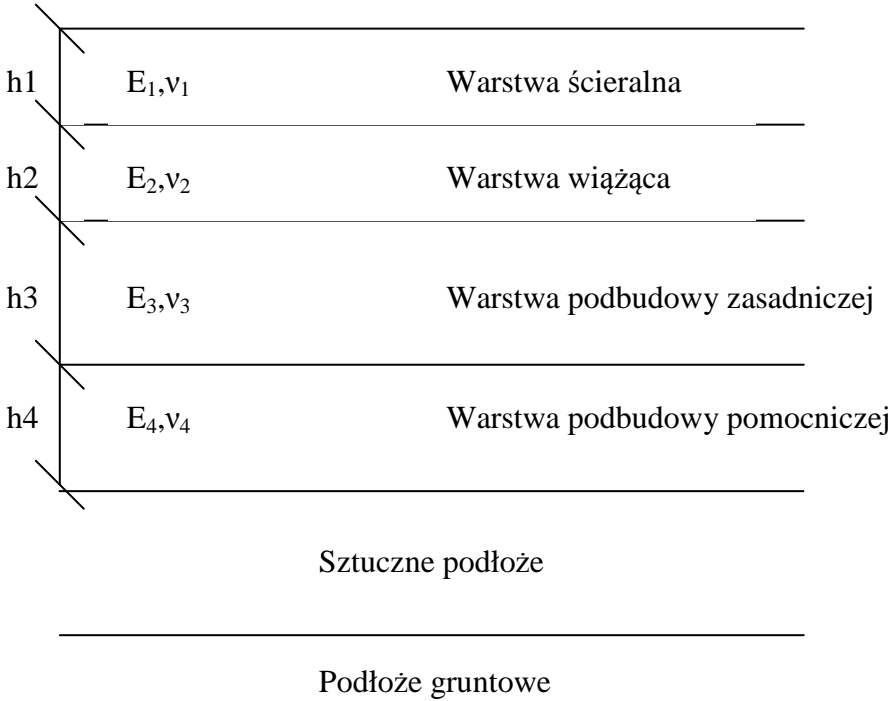 h1 E₁,ν₁ Warstwa ścieralna
h2 E₂,ν₂ Warstwa wiążąca
h3 E₃,ν₃ Warstwa podbudowy zasadniczej
h4 E₄,ν₄ Warstwa podbudowy pomocniczej
Sztuczne podłoże
Podłoże gruntowe